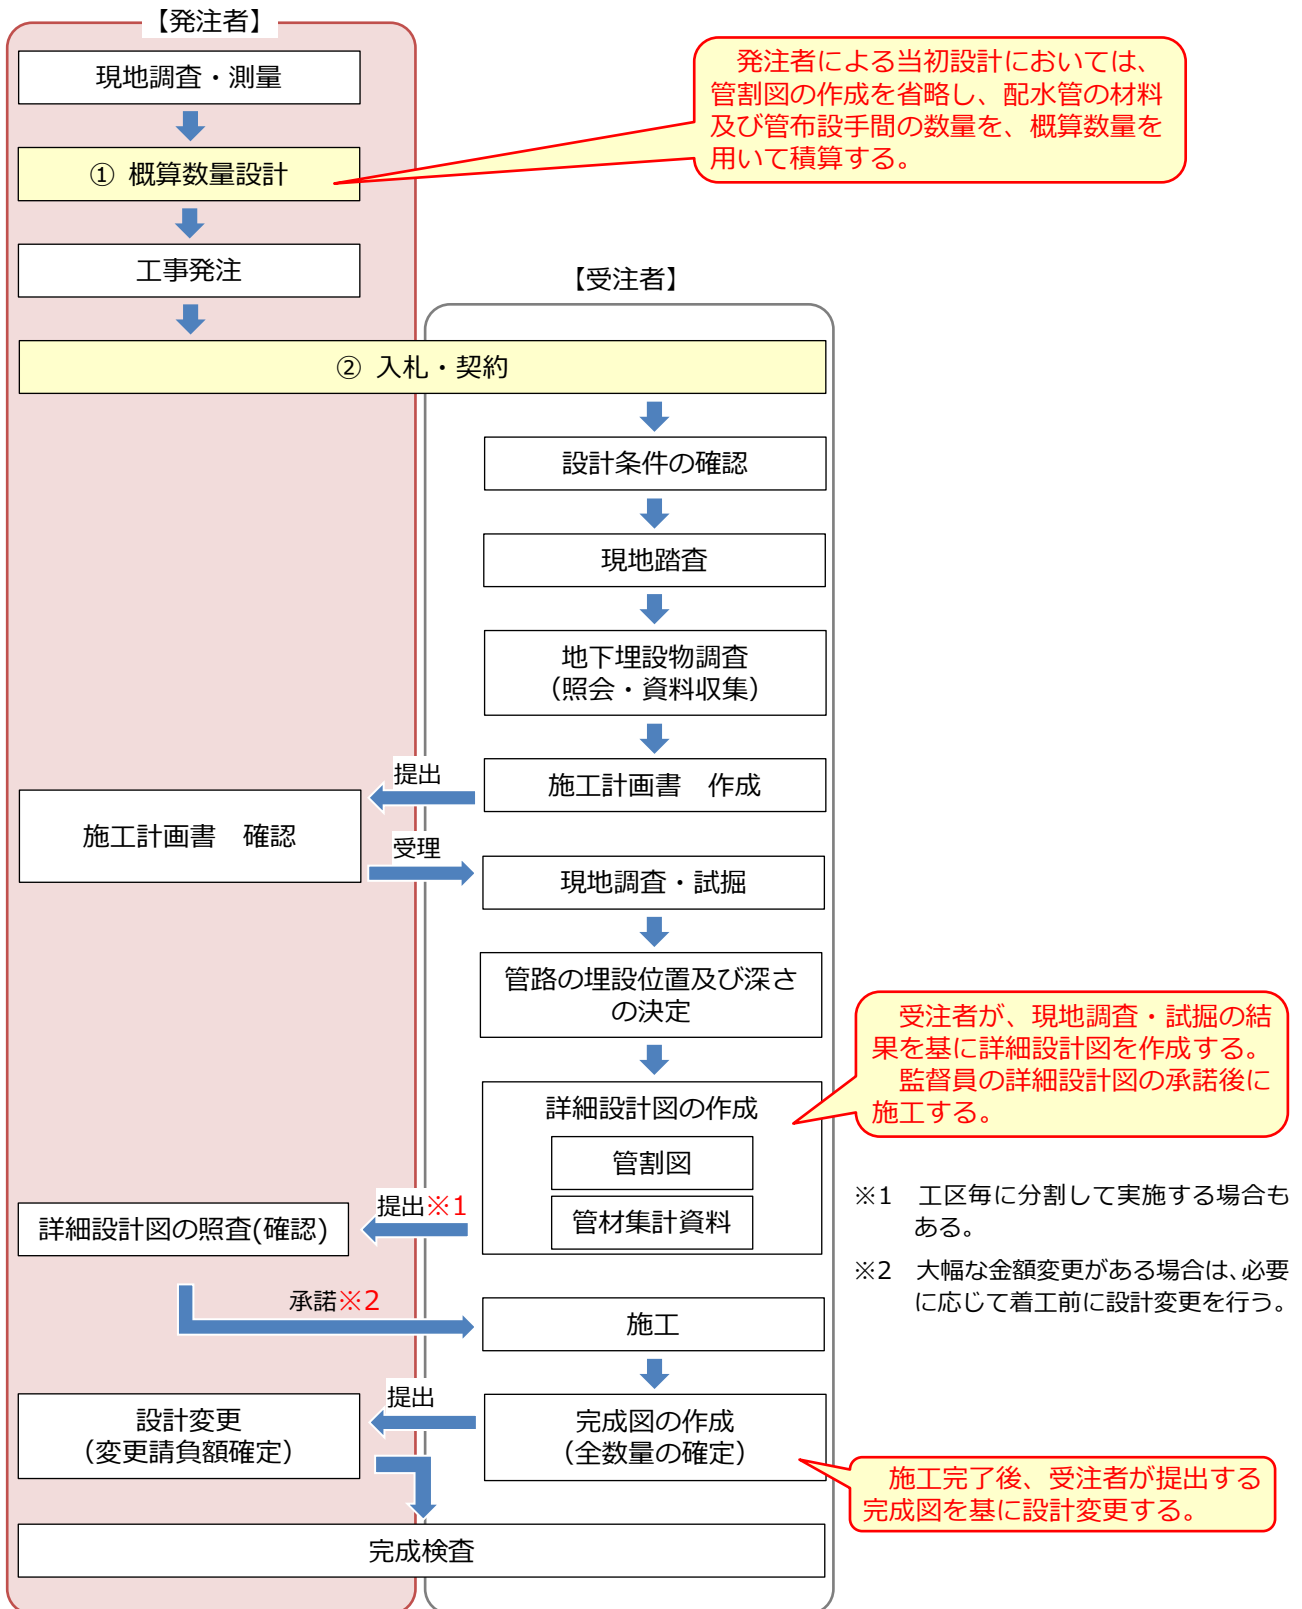 【発注者】
現地調査・測量
発注者による当初設計においては、
管割図の作成を省略し、配水管の材料
及び管布設手間の数量を、概算数量を
用いて積算する。
① 概算数量設計
工事発注
【受注者】
② 入札・契約
設計条件の確認
現地踏査
地下埋設物調査
（照会・資料収集）
施工計画書　作成
提出
施工計画書　確認
受理
現地調査・試掘
管路の埋設位置及び深さ
の決定
受注者が、現地調査・試掘の結
果を基に詳細設計図を作成する。
監督員の詳細設計図の承諾後に
施工する。
詳細設計図の作成
管割図
管材集計資料
提出※1
詳細設計図の照査(確認)
※1　工区毎に分割して実施する場合も
ある。
※2　大幅な金額変更がある場合は、必要
に応じて着工前に設計変更を行う。
承諾※2
施工
提出
設計変更
（変更請負額確定）
完成図の作成
（全数量の確定）
施工完了後、受注者が提出する
完成図を基に設計変更する。
完成検査